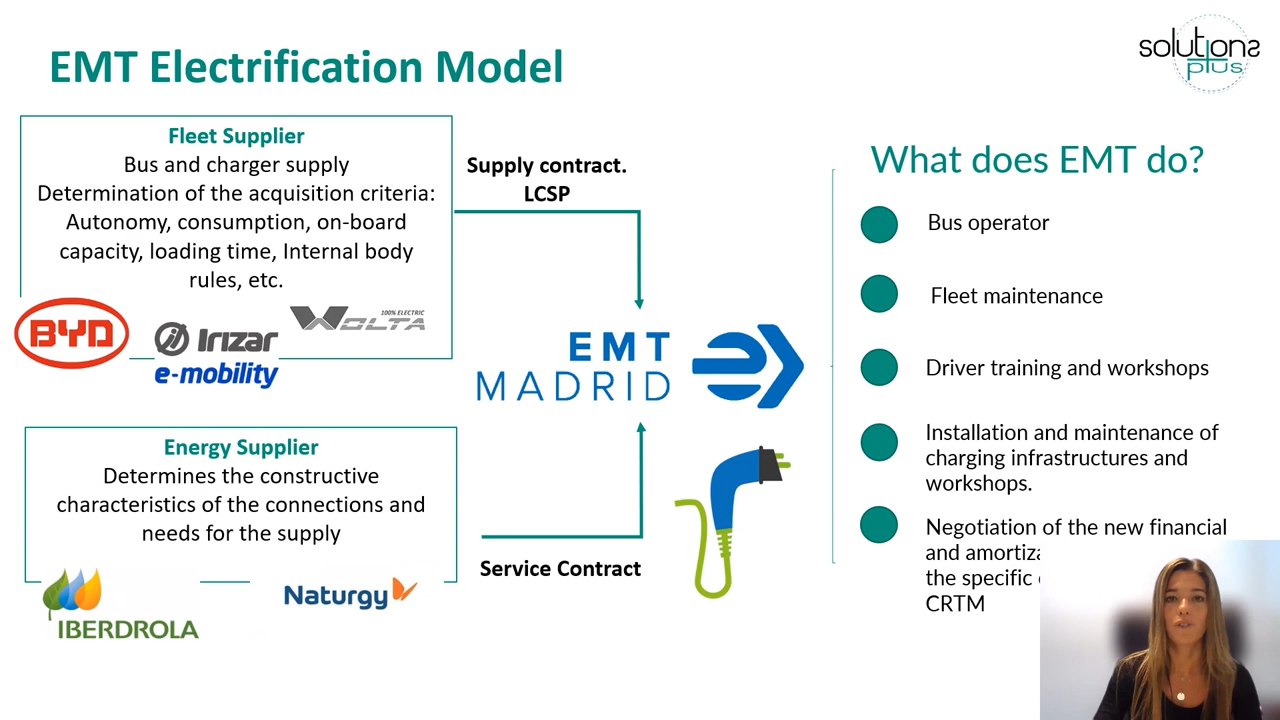 EMT Electrification Model
solutions
plus
Fleet Supplier
Bus and charger supply
Determination of the acquisition criteria:
Autonomy, consumption, on-board
capacity, loading time, Internal body
rules, etc.
BYD
Irizar
e-mobility
100% ELECTRIC
WOLTA
Supply contract.
LCSP
EMT
MADRID
Energy Supplier
Determines the constructive
characteristics of the connections and
needs for the supply
IBERDROLA
Naturgy
Service Contract
What does EMT do?
Bus operator
Fleet maintenance
Driver training and workshops
Installation and maintenance of
charging infrastructures and
workshops.
Negotiation of the new financial
and
the specific
CRTM